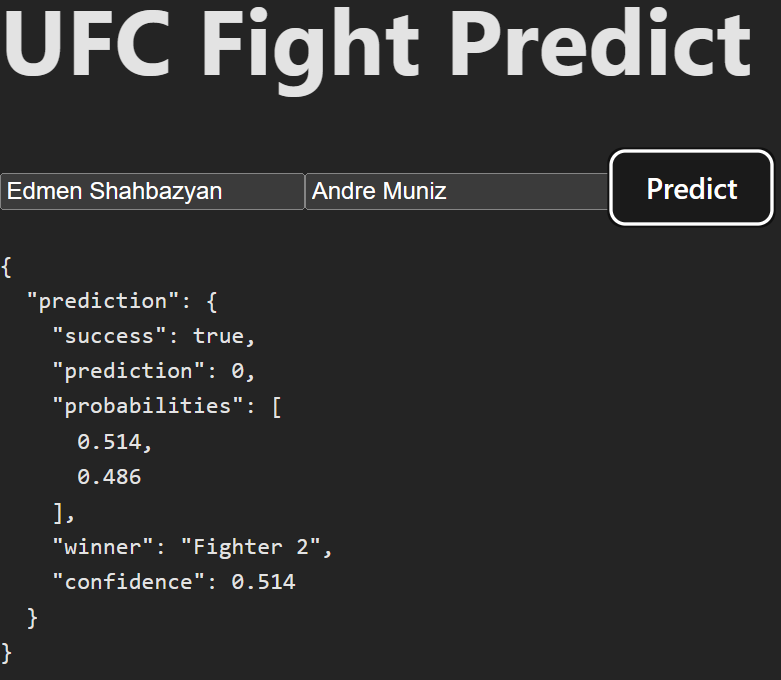 UFC Fight Predict
Edmen Shahbazyan Andre Muniz Predict
{
  "prediction": {
    "success": true,
    "prediction": 0,
    "probabilities": [
      0.514,
      0.486
    ],
    "winner": "Fighter 2",
    "confidence": 0.514
  }
}